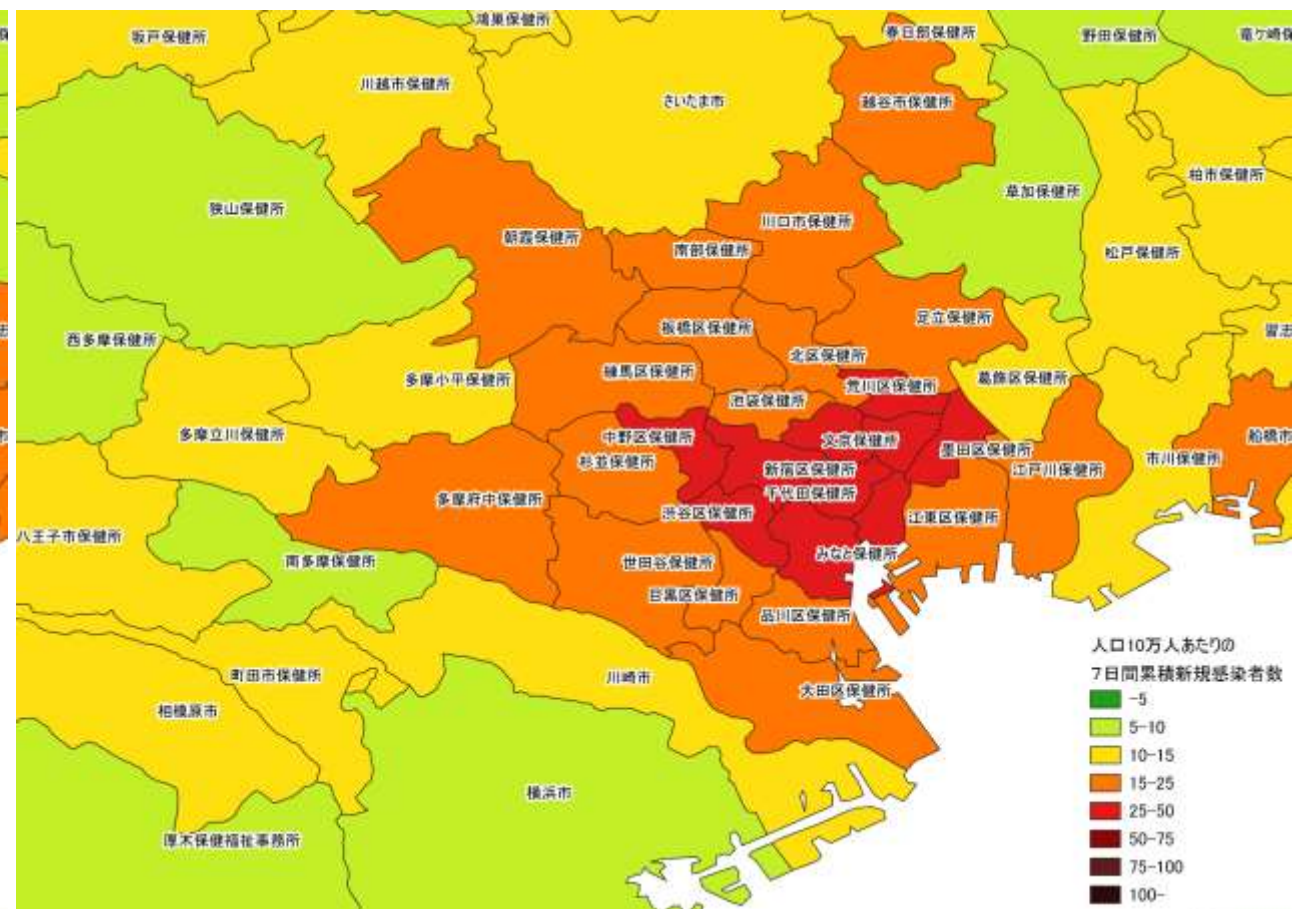 鴻巣保健所
坂戸保健所
春日部保健所
野田保健所
川越市保健所
さいたま市
越谷市保健所
柏市保健所
草加保健所
狭山保健所
川口市保健所
朝霞保健所
南部保健所
松戸保健所
足立保健所
板橋区保健所
西多摩保健所
北区保健所
練馬区保健所
多摩小平保健所
葛飾区保健所
荒川区保健所
池袋保健所
多摩立川保健所
中野区保健所
文京保健所
船橋市
墨田区保健所
杉並保健所
新宿区保健所
江戸川保健所
市川保健所
千代田保健所
多摩府中保健所
渋谷区保健所
江東区保健所
八王子市保健所
みなと保健所
南多摩保健所
世田谷保健所
目黒区保健所
品川区保健所
人口10万人あたりの
7日間累積新規感染者数
町田市保健所
川崎市
大田区保健所
相模原市
-5
5-10
10-15
15-25
25-50
50-75
75-100
100-
横浜市
厚木保健福祉事務所